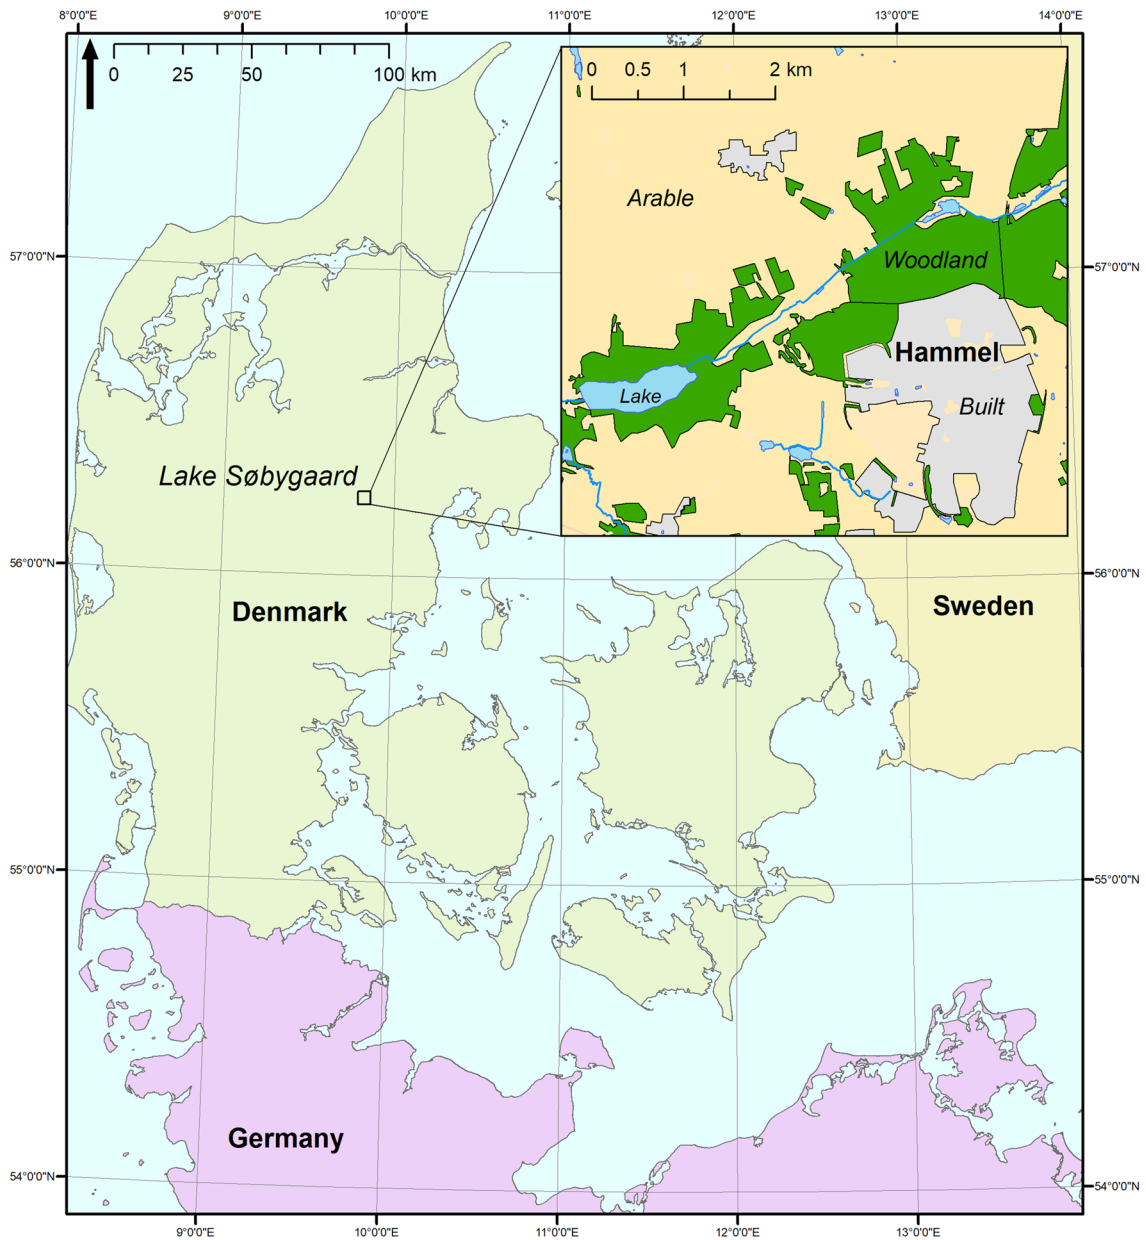 8°0'0"E 9°0'0"E 10°0'0"E 11°0'0"E 12°0'0"E 13°0'0"E 14°0'0"E
0 25 50 100 km
0 0.5 1 2 km
Arable
Woodland
57°0'0"N 57°0'0"N
Hammel
Lake
Built
Lake Søbygaard
56°0'0"N 56°0'0"N
Denmark
Sweden
55°0'0"N 55°0'0"N
Germany
54°0'0"N 54°0'0"N
9°0'0"E 10°0'0"E 11°0'0"E 12°0'0"E 13°0'0"E